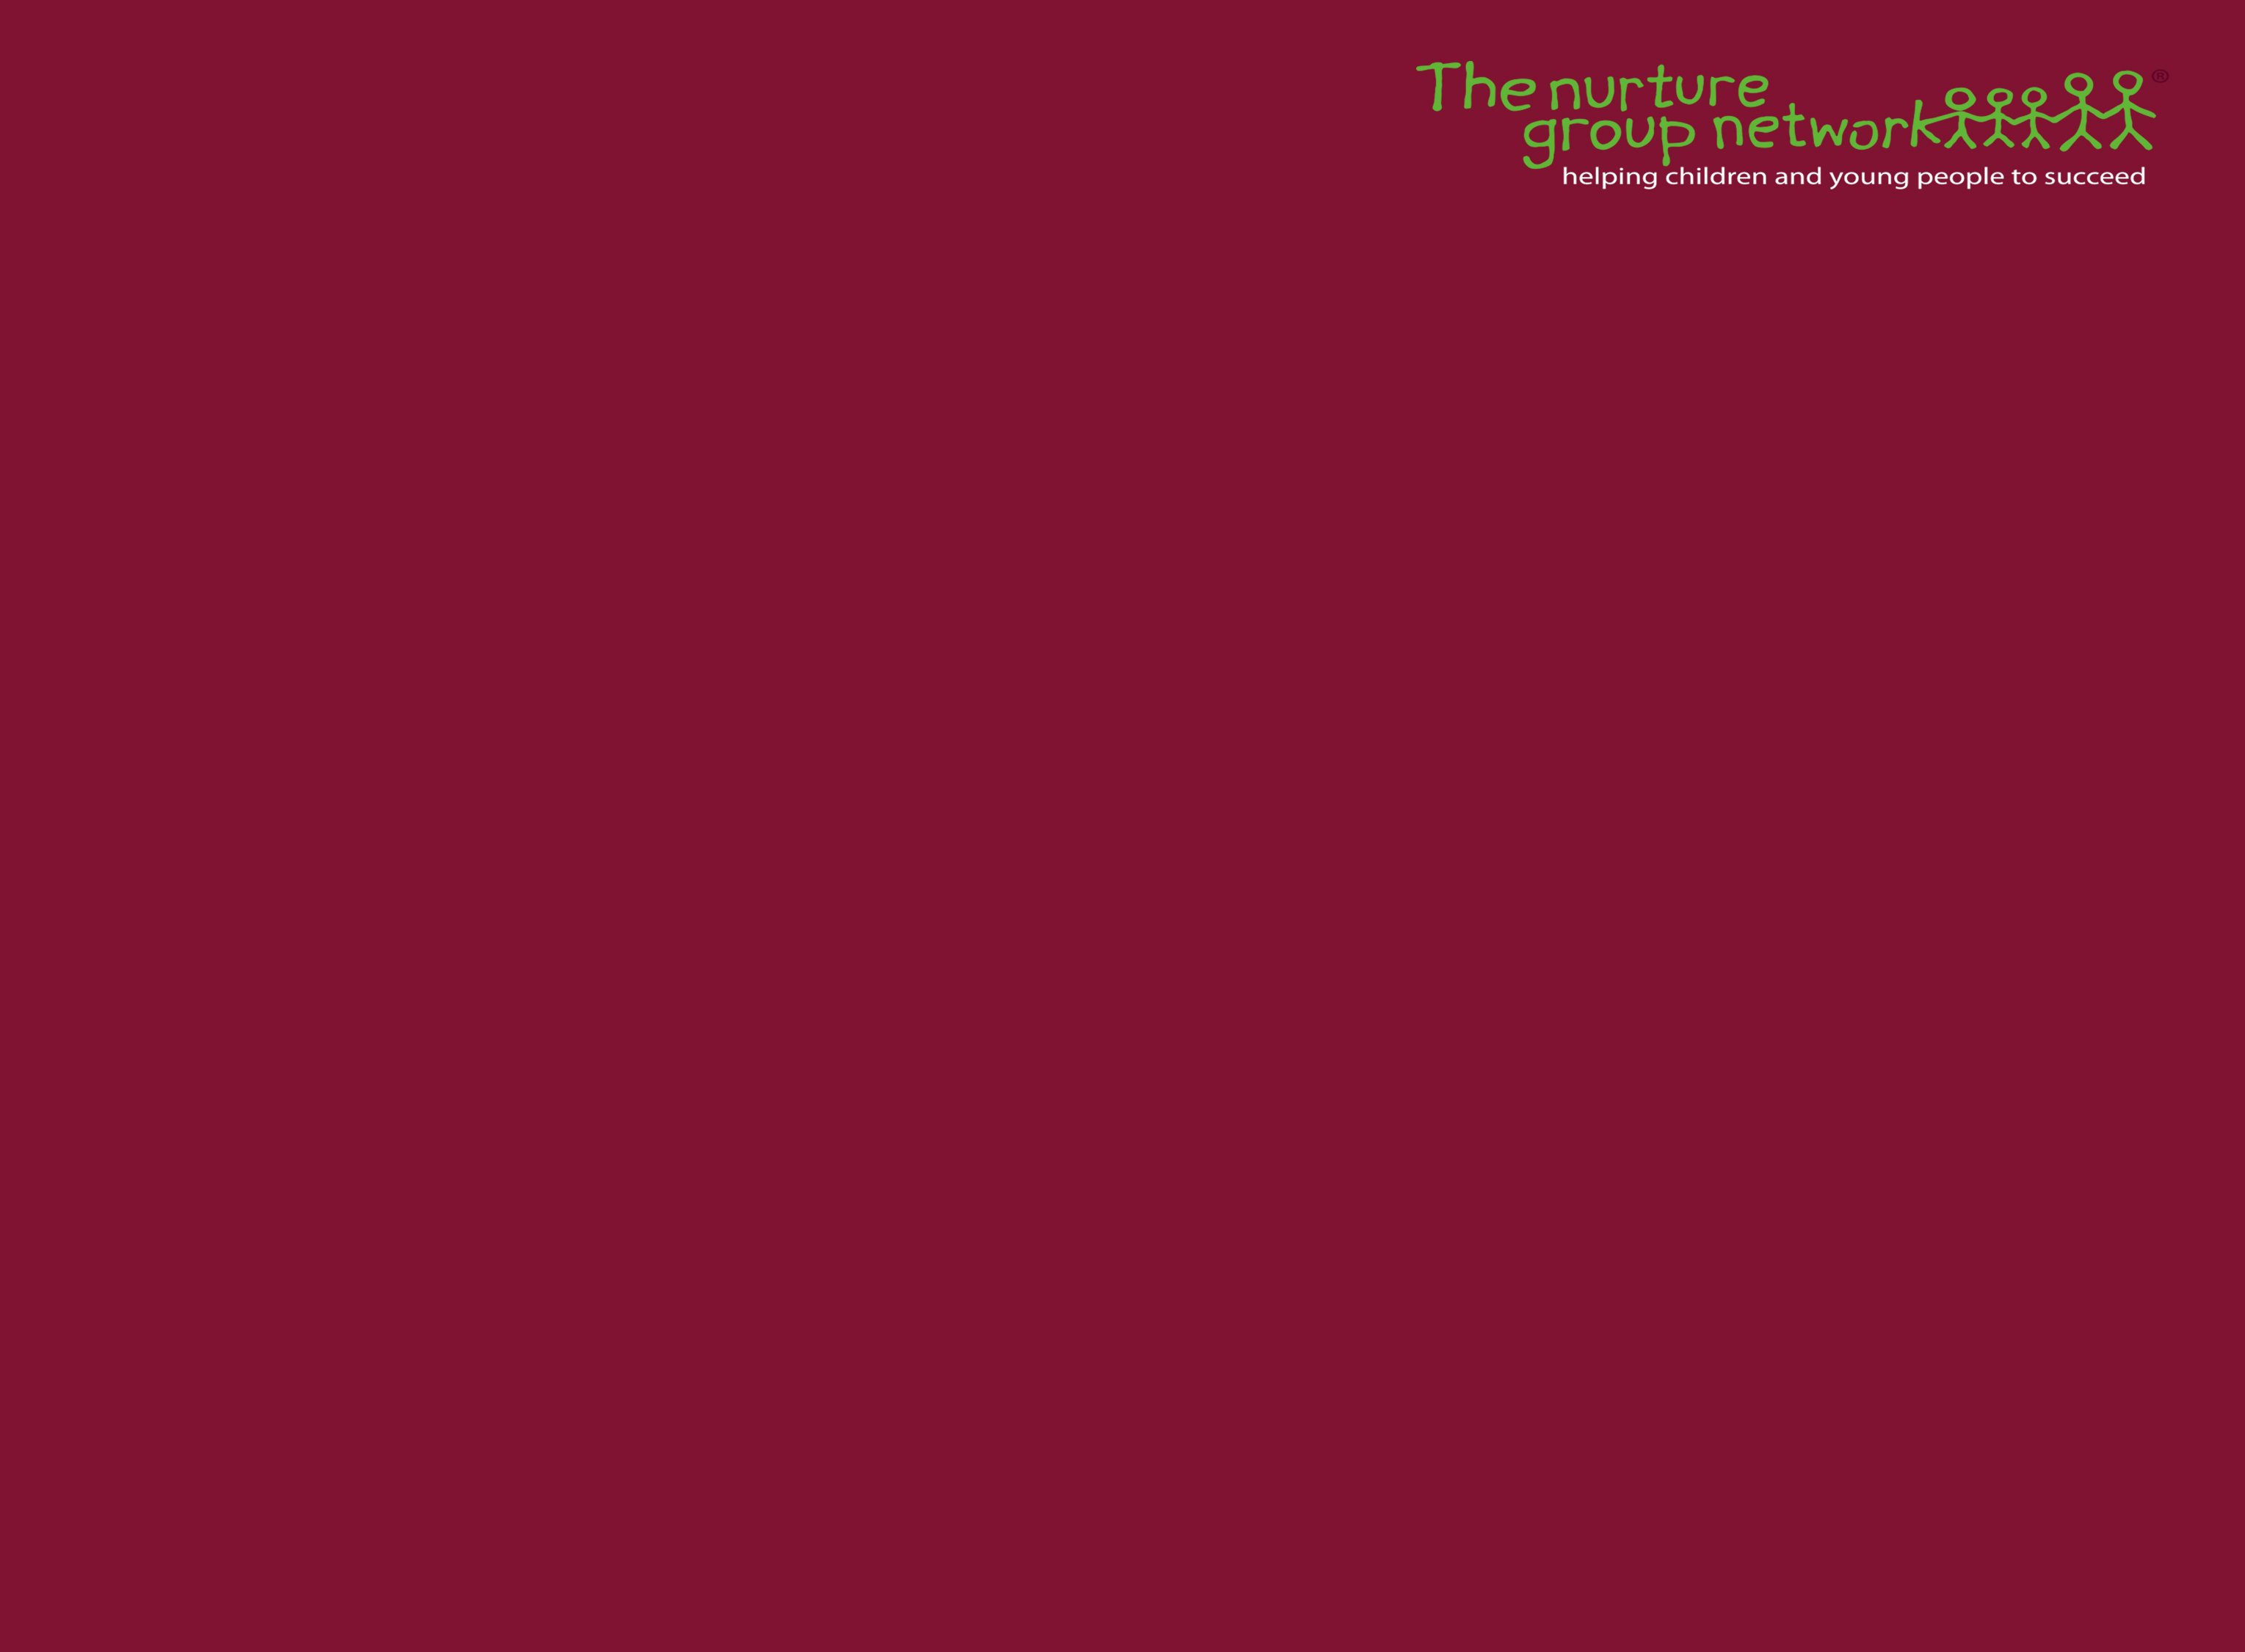 The nurture
group network ®
helping children and young people to succeed